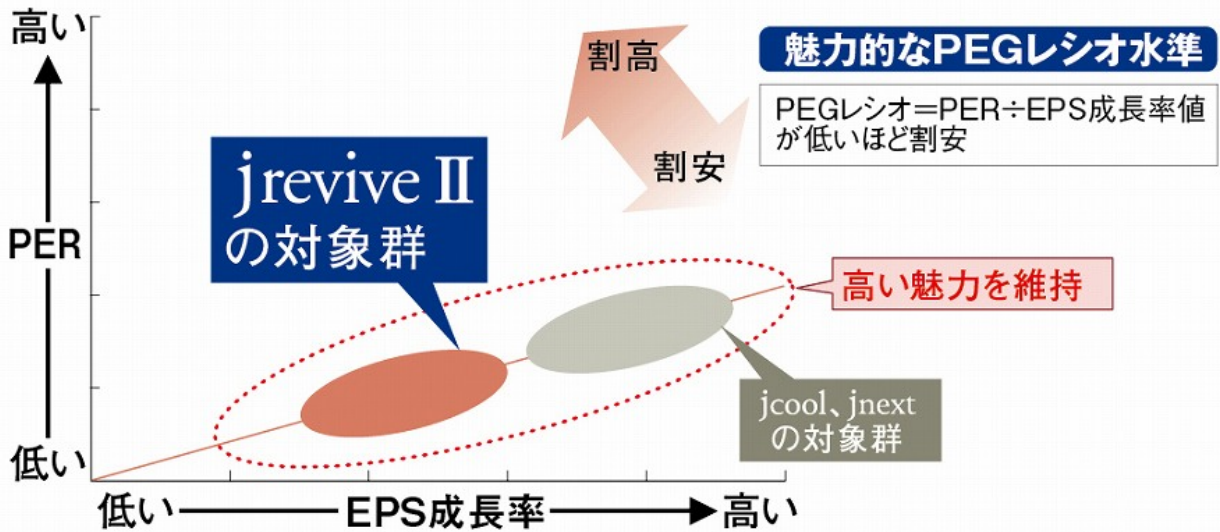 高い
PER
低い
低い
EPS成長率
高い
割高
割安
魅力的なPEGレシオ水準
PEGレシオ=PER÷EPS成長率値
が低いほど割安
jrevive II
の対象群
高い魅力を維持
jcool、jnext
の対象群